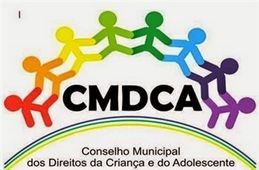 CMDCA
Conselho Municipal
dos Direitos da Criança e do Adolescente